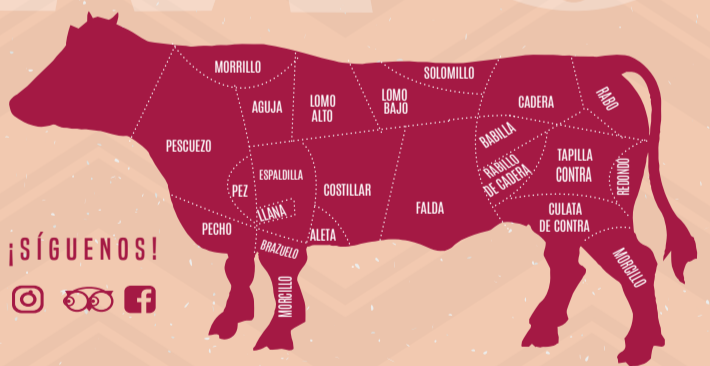 MORRILLO
SOLOMILLO
AGUJA
LOMO
ALTO
LOMO
BAJO
CADERA
RABO
PESCUEZO
BABILLA
RABILLO
DE CADERA
TAPILLA
CONTRA
REDONDO
ESPALDILLA
PEZ
COSTILLAR
FALDA
LLANA
CULATA
DE CONTRA
PECHO
ALETA
BRAZUELO
MORCILLO
MORCILLO
¡SÍGUENOS!